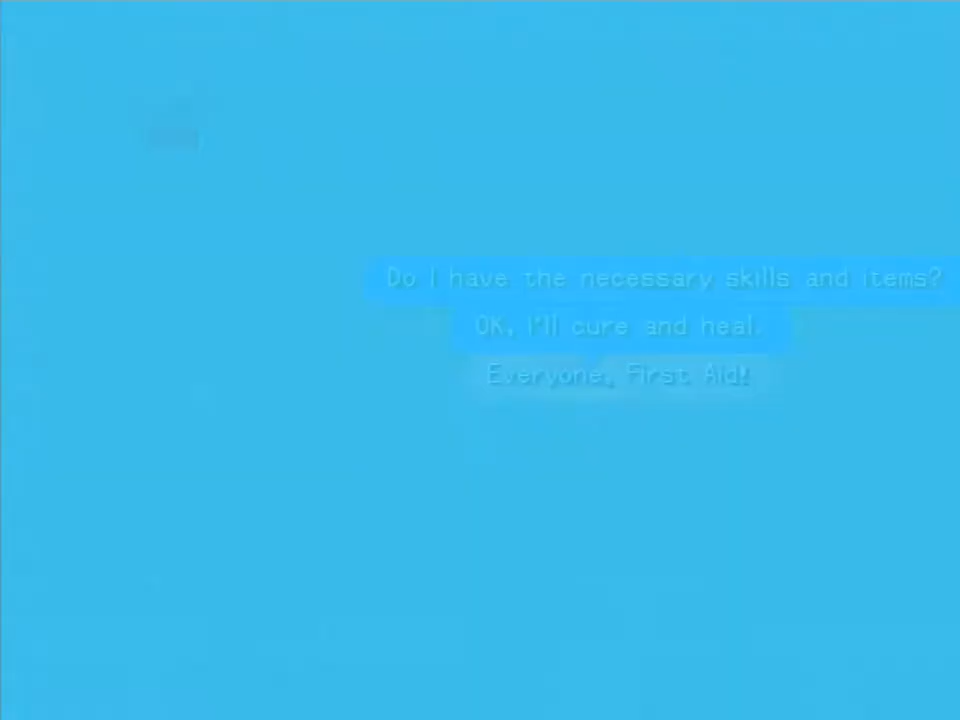 Do I have the necessary skills and items?
OK, I'll cure and heal.
Everyone, First Aid!